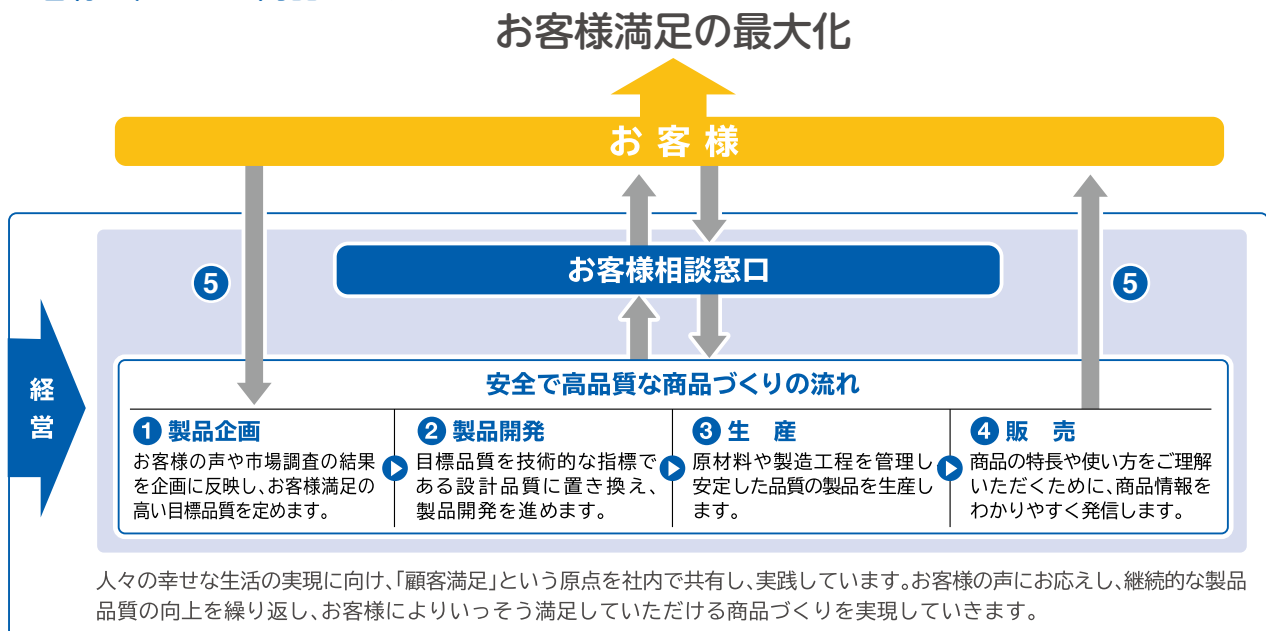 お客様満足の最大化
お客様
お客様相談窓口
5
5
経
営
安全で高品質な商品づくりの流れ
1 製品企画
お客様の声や市場調査の結果
を企画に反映し、お客様満足の
高い目標品質を定めます。
2 製品開発
目標品質を技術的な指標で
ある設計品質に置き換え、
製品開発を進めます。
3 生　産
原材料や製造工程を管理し
安定した品質の製品を生産し
ます。
4 販　売
商品の特長や使い方をご理解
いただくために、商品情報を
わかりやすく発信します。
人々の幸せな生活の実現に向け、「顧客満足」という原点を社内で共有し、実践しています。お客様の声にお応えし、継続的な製品
品質の向上を繰り返し、お客様によりいっそう満足していただける商品づくりを実現していきます。